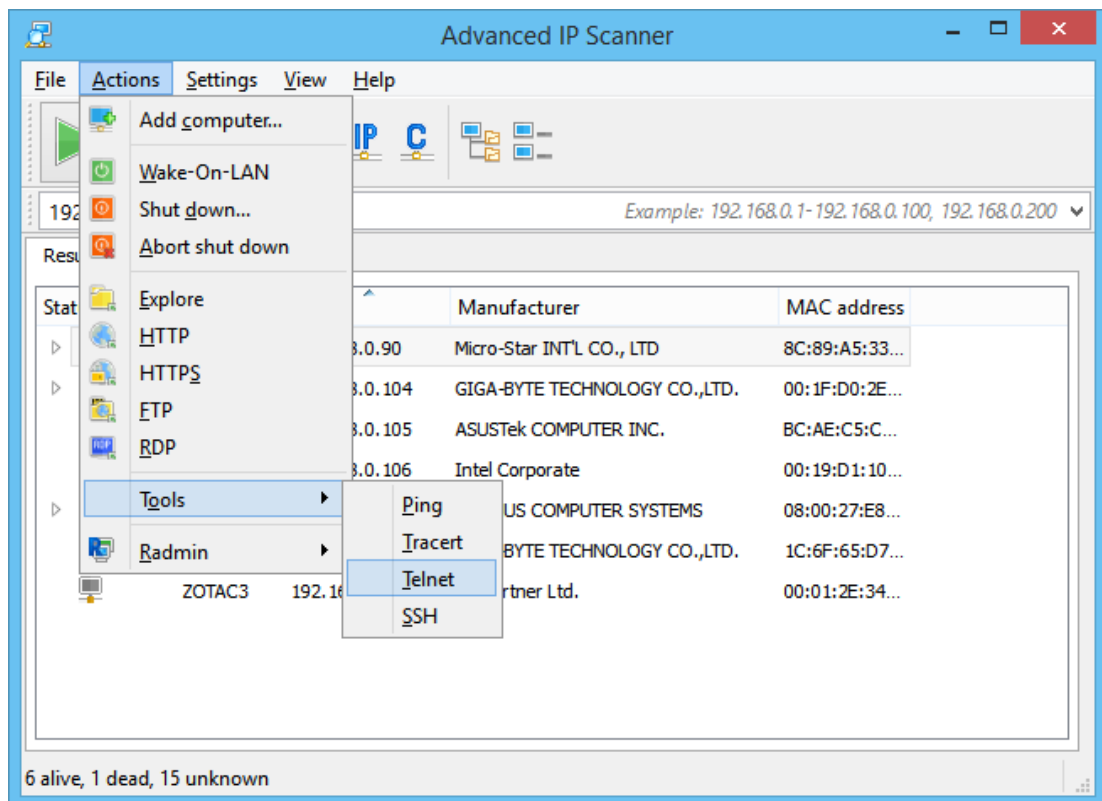 Advanced IP Scanner
File Actions Settings View Help
Add computer...
IP C
Wake-On-LAN
Shut down...
192 Example: 192.168.0.1-192.168.0.100, 192.168.0.200
Abort shut down
Resu
Explore
Stat Manufacturer MAC address
HTTP
8.0.90 Micro-Star INT'L CO., LTD 8C:89:A5:33...
HTTPS
8.0.104 GIGA-BYTE TECHNOLOGY CO.,LTD. 00:1F:D0:2E...
FTP
8.0.105 ASUSTek COMPUTER INC. BC:AE:C5:C...
RDP
8.0.106 Intel Corporate 00:19:D1:10...
Tools
Ping
US COMPUTER SYSTEMS 08:00:27:E8...
Tracert
Radmin
-BYTE TECHNOLOGY CO.,LTD. 1C:6F:65:D7...
Telnet
ZOTAC3 192.16 rtner Ltd. 00:01:2E:34...
SSH
6 alive, 1 dead, 15 unknown